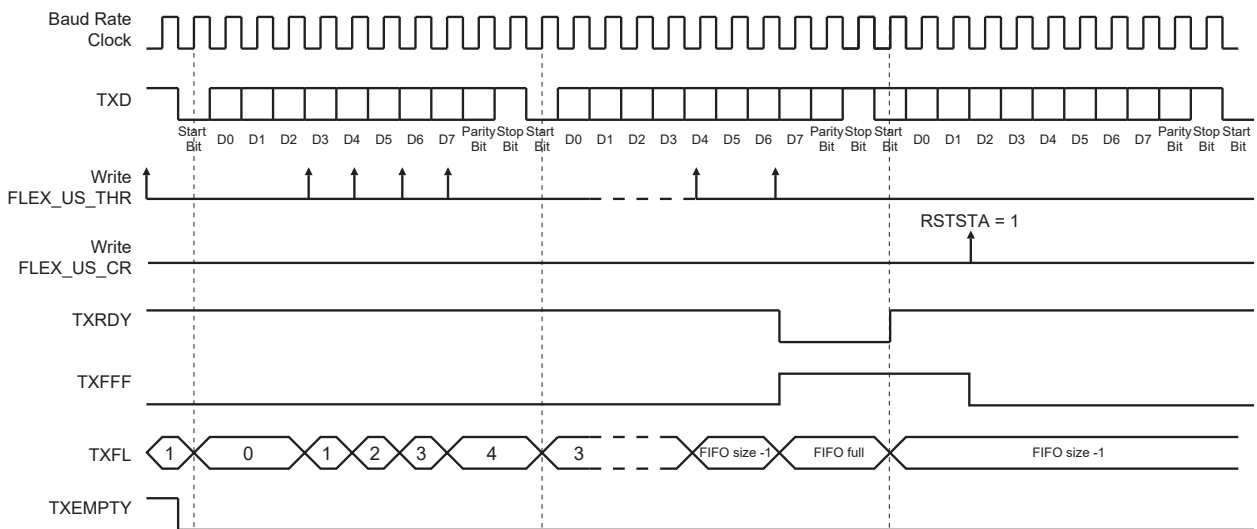 Baud Rate
Clock
TXD
Start
Bit D0 D1 D2 D3 D4 D5 D6 D7 Parity
Bit Stop
Bit Start
Bit D0 D1 D2 D3 D4 D5 D6 D7 Parity
Bit Stop
Bit Start
Bit D0 D1 D2 D3 D4 D5 D6 D7 Parity
Bit Stop
Bit Start
Bit
Write
FLEX_US_THR
RSTSTA = 1
Write
FLEX_US_CR
TXRDY
TXFFF
TXFL 1 0 1 2 3 4 3 FIFO size -1 FIFO full FIFO size -1
TXEMPTY